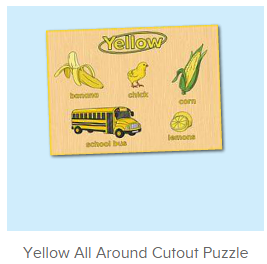 Yellow
banana
chick
corn
school bus
lemons
Yellow All Around Cutout Puzzle